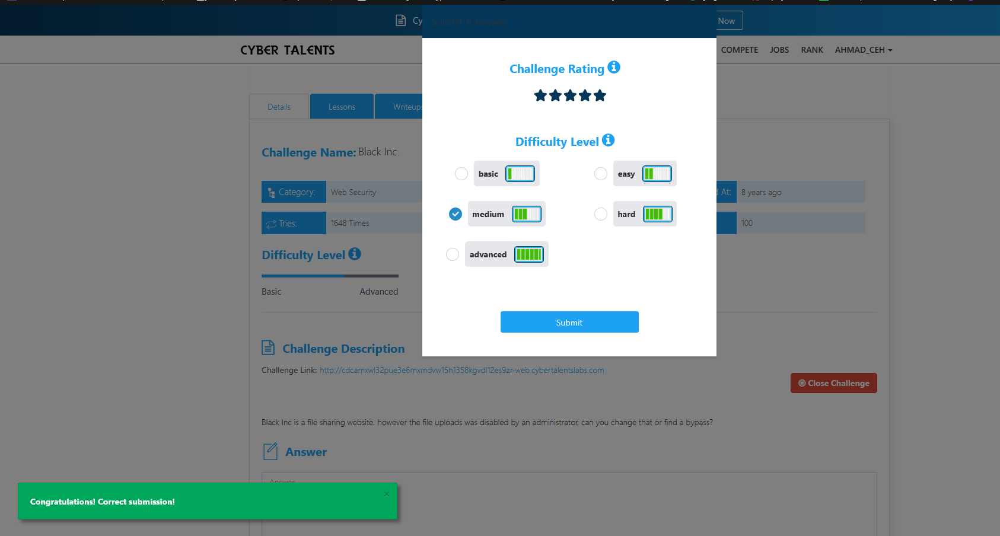 Cy
Submit A Review
Now
CYBER TALENTS
COMPETE
JOBS
RANK
AHMAD_CEH
Challenge Rating
Details
Lessons
Writeups
Difficulty Level
Challenge Name: Black Inc.
basic
easy
Category: Web Security
d At: 8 years ago
medium
hard
Tries: 1648 Times
100
advanced
Difficulty Level
Basic
Advanced
Submit
Challenge Description
Challenge Link: http://cdcamxwl32pue3e6mxmdvw15h1358kgvdl12es9zr-web.cybertalentslabs.com
Close Challenge
Black Inc is a file sharing website, however the file uploads was disabled by an administrator, can you change that or find a bypass?
Answer
Answer
Congratulations! Correct submission!